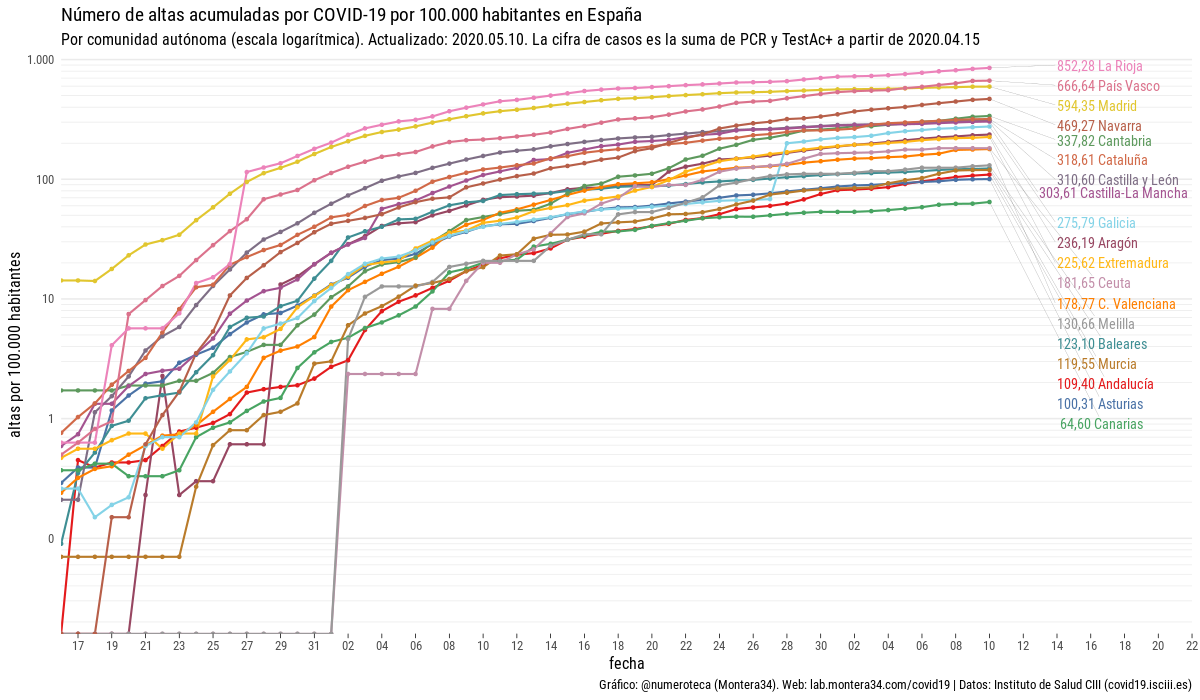 Número de altas acumuladas por COVID-19 por 100.000 habitantes en España
Por comunidad autónoma (escala logarítmica). Actualizado: 2020.05.10. La cifra de casos es la suma de PCR y TestAc+ a partir de 2020.04.15
altas por 100.000 habitantes
1.000
100
10
1
0
852,28 La Rioja
666,64 País Vasco
594,35 Madrid
469,27 Navarra
337,82 Cantabria
318,61 Cataluña
310,60 Castilla y León
303,61 Castilla-La Mancha
275,79 Galicia
236,19 Aragón
225,62 Extremadura
181,65 Ceuta
178,77 C. Valenciana
130,66 Melilla
123,10 Baleares
119,55 Murcia
109,40 Andalucía
100,31 Asturias
64,60 Canarias
17 19 21 23 25 27 29 31 02 04 06 08 10 12 14 16 18 20 22 24 26 28 30 02 04 06 08 10 12 14 16 18 20 22
fecha
Gráfico: @numeroteca (Montera34). Web: lab.montera34.com/covid19 | Datos: Instituto de Salud CIII (covid19.isciii.es)